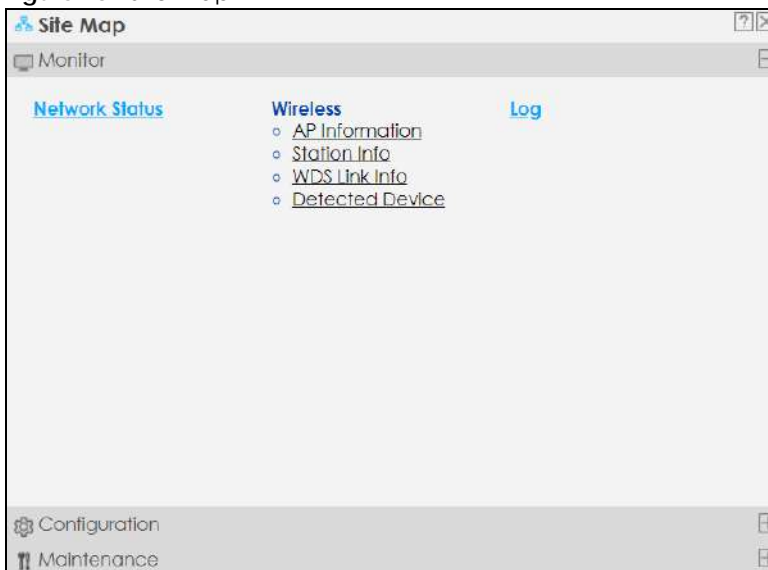 Site Map
Monitor
Network Status
Wireless
AP Information
Station Info
WDS Link Info
Detected Device
Log
Configuration
Maintenance